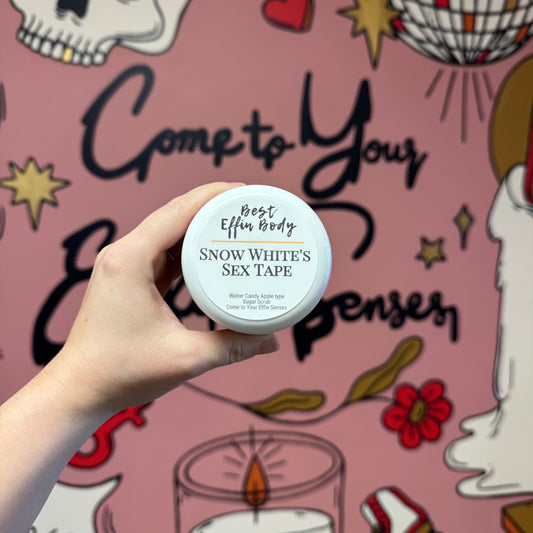 Come to Your
Effin Senses
Best
Effin Body
SNOW WHITE'S
SEX TAPE
Winter Candy Apple type
Sugar Scrub
Come to Your Effin Senses